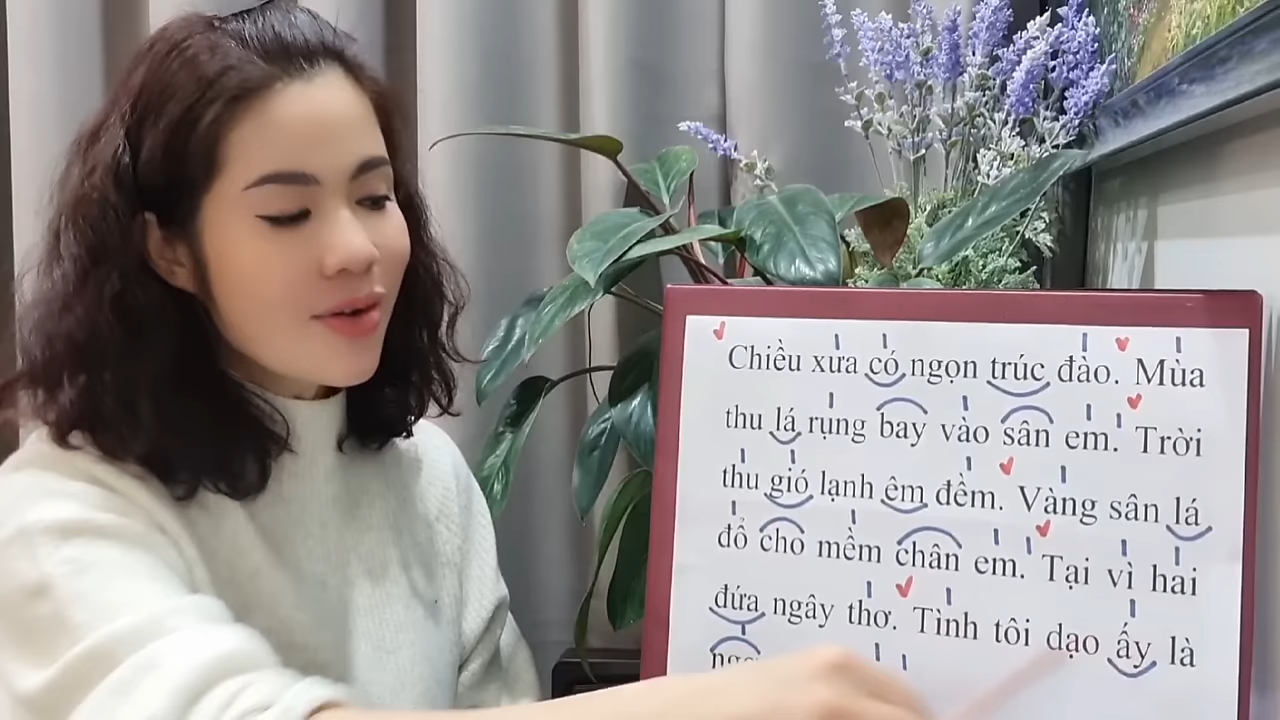 Chiều xưa có ngọn trúc đào. Mùa
thu lá rụng bay vào sân em. Trời
thu gió lạnh êm đềm. Vàng sân lá
đổ cho mềm chân em. Tại vì hai
đứa ngây thơ. Tình tôi dạo ấy là